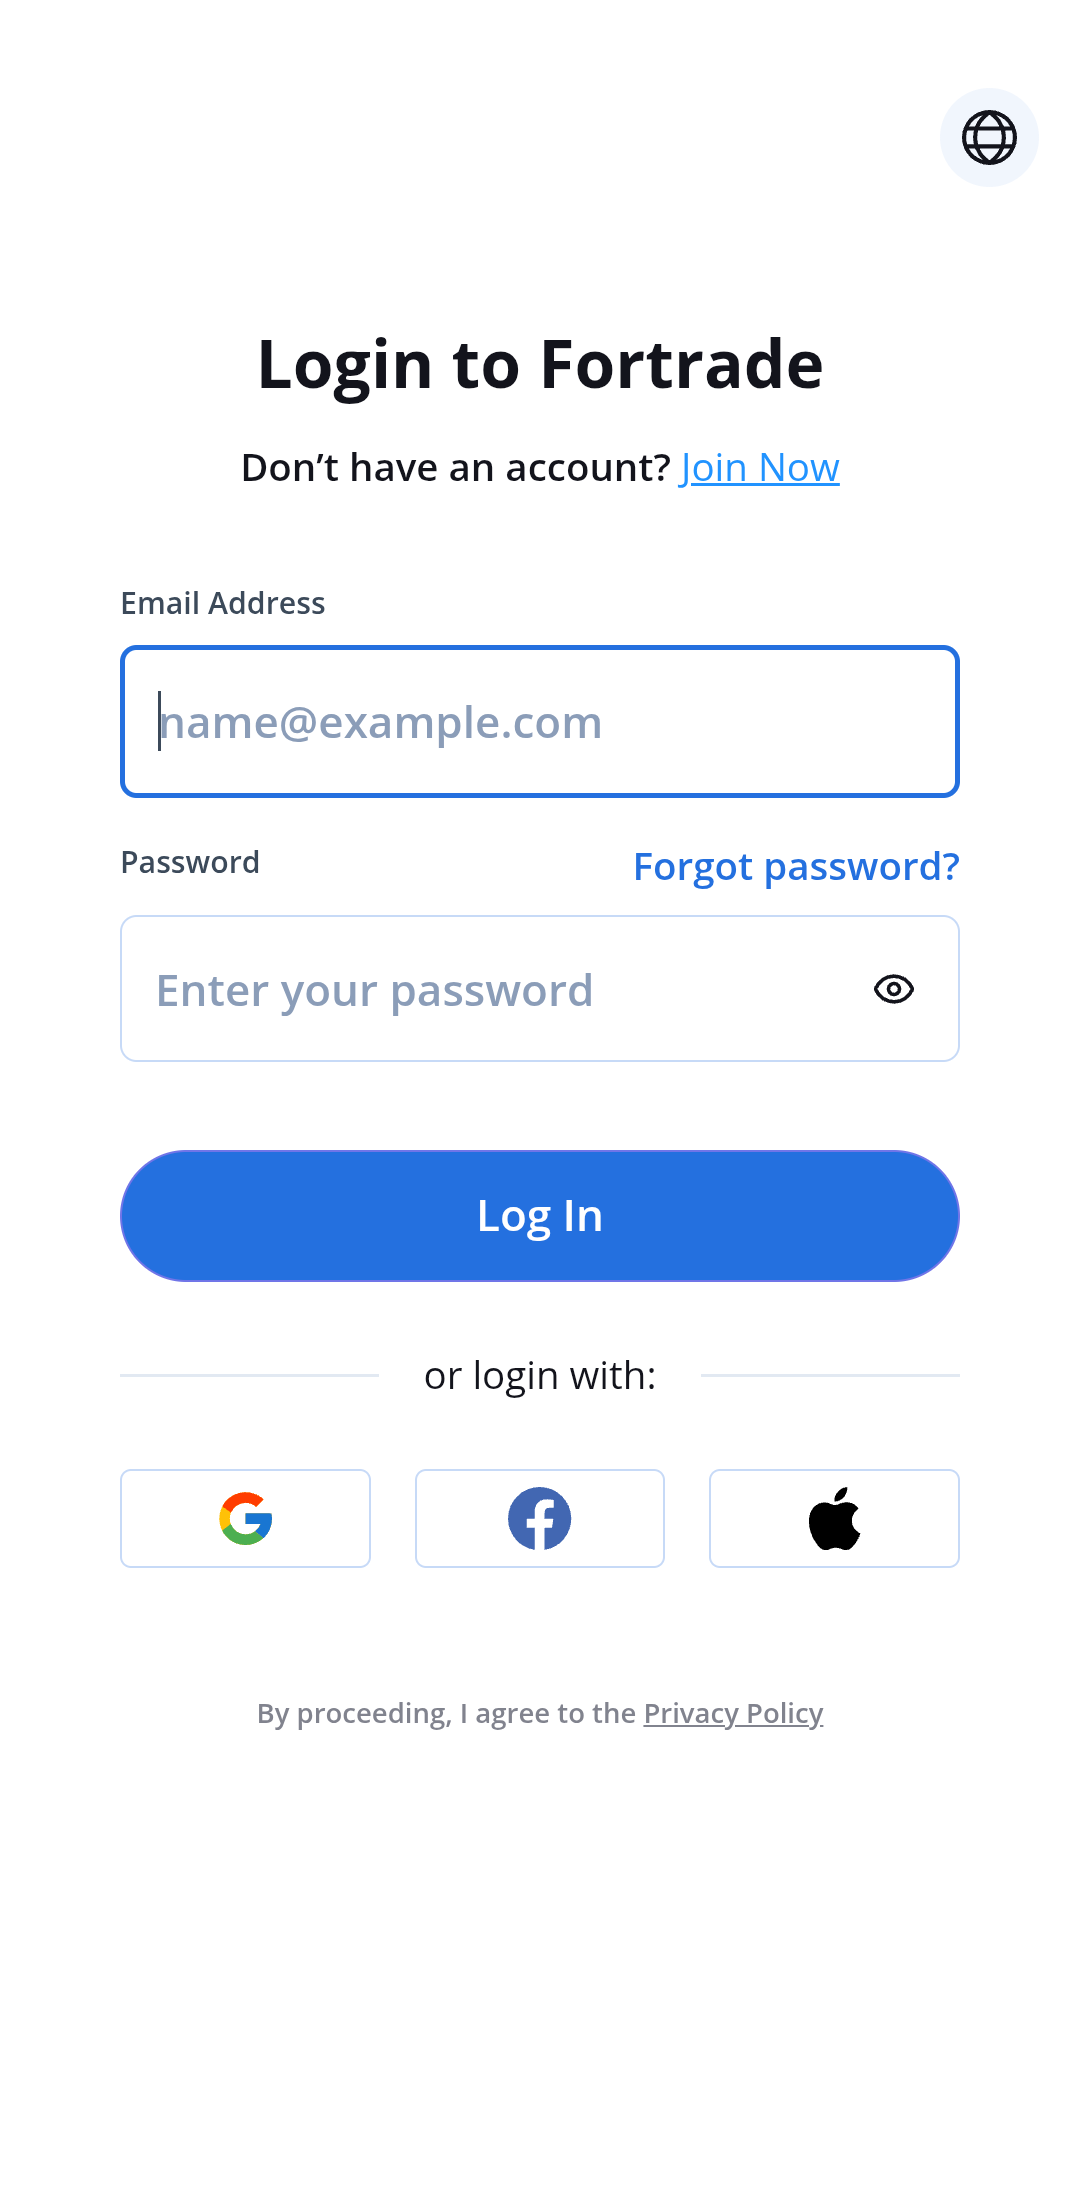 Login to Fortrade
Don’t have an account? Join Now
Email Address
name@example.com
Password
Forgot password?
Enter your password
Log In
or login with:
By proceeding, I agree to the Privacy Policy